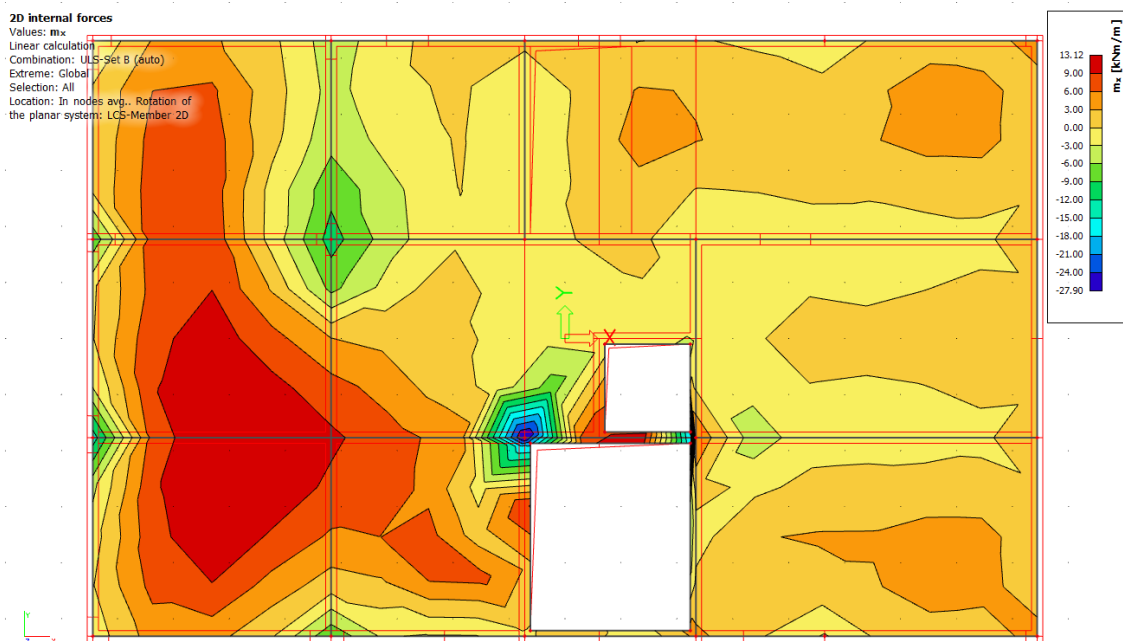 2D internal forces
Values: mx
Linear calculation
Combination: ULS-Set B (auto)
Extreme: Global
Selection: All
Location: In nodes avg.. Rotation of
the planar system: LCS-Member 2D
mx [kNm/m]
13.12
9.00
6.00
3.00
0.00
-3.00
-6.00
-9.00
-12.00
-15.00
-18.00
-21.00
-24.00
-27.90
Y
X